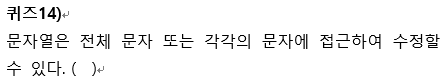 퀴즈14)
문자열은 전체 문자 또는 각각의 문자에 접근하여 수정할
수 있다. (   )